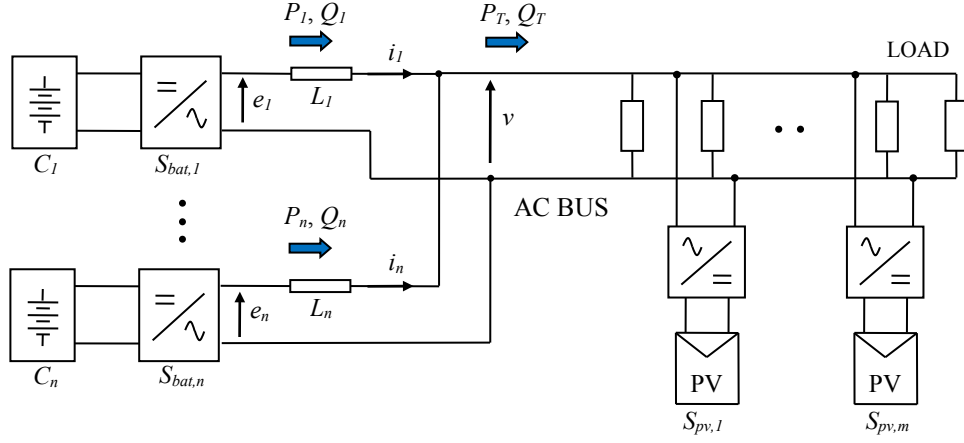 P1, Q1
PT, QT
i1
LOAD
e1
L1
v
C1
Sbat,1
AC BUS
Pn, Qn
in
en
Ln
Cn
Sbat,n
PV
PV
Spv,1
Spv,m